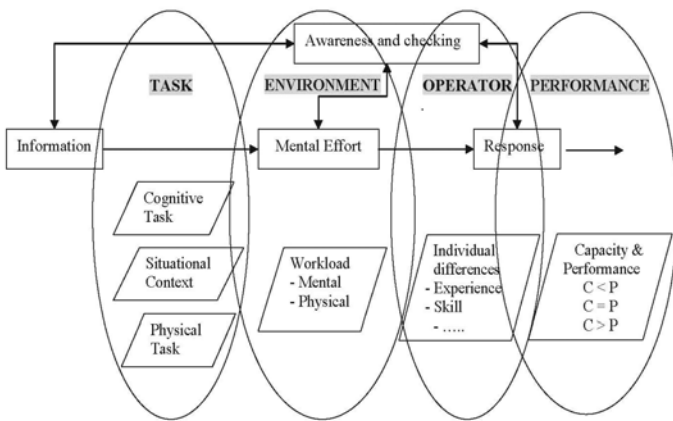 Awareness and checking
TASK
ENVIRONMENT
OPERATOR
PERFORMANCE
Information
Mental Effort
Response
Cognitive
Task
Situational
Context
Physical
Task
Workload
- Mental
- Physical
Individual
differences
- Experience
- Skill
- .....
Capacity &
Performance
C < P
C = P
C > P